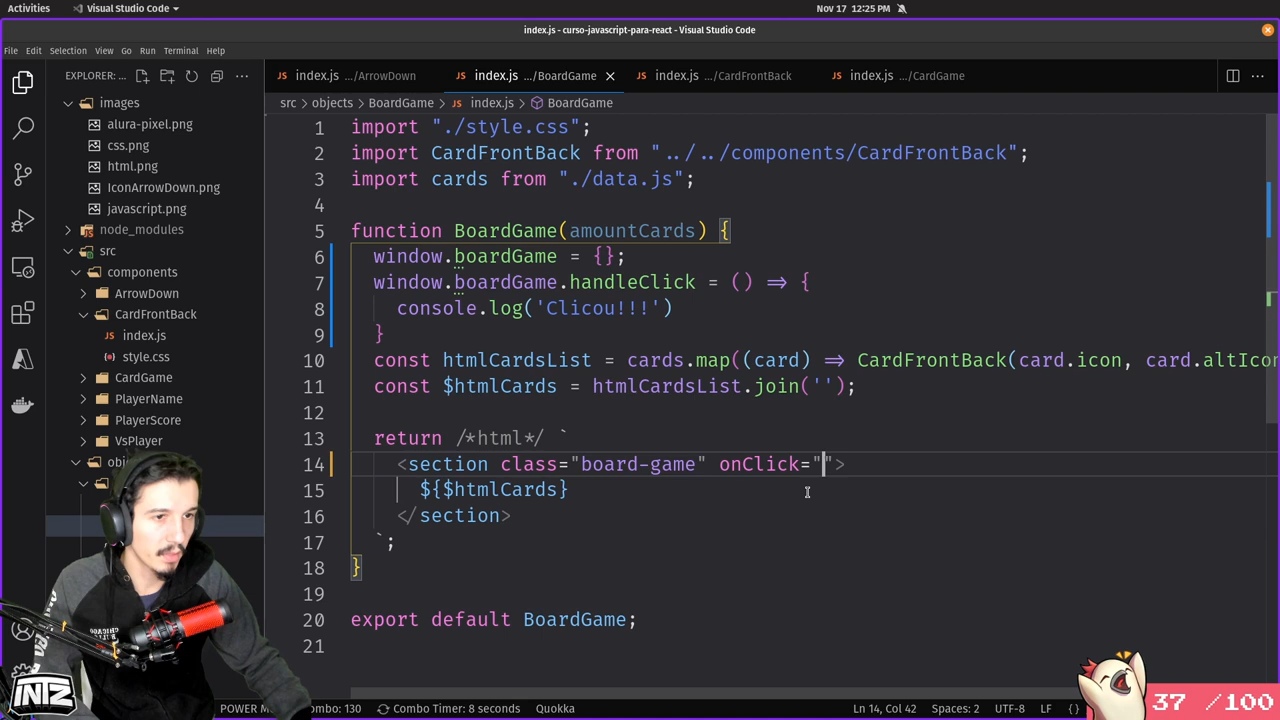 Activities
Visual Studio Code
Nov 17 12:25 PM
index.js - curso-javascript-para-react - Visual Studio Code
File Edit Selection View Go Run Terminal Help
EXPLORER: ...
index.js .../ArrowDown
index.js .../BoardGame
index.js .../CardFrontBack
index.js .../CardGame
src > objects > BoardGame > index.js > BoardGame
images
alura-pixel.png
css.png
html.png
IconArrowDown.png
javascript.png
node_modules
src
components
ArrowDown
CardFrontBack
index.js
style.css
CardGame
PlayerName
PlayerScore
VsPlayer
1 import "./style.css";
2 import CardFrontBack from "../../components/CardFrontBack";
3 import cards from "./data.js";
4
5 function BoardGame(amountCards) {
6 window.boardGame = {};
7 window.boardGame.handleClick = () => {
8 console.log('Clicou!!!')
9 }
10 const htmlCardsList = cards.map((card) => CardFrontBack(card.icon, card.altIco
11 const $htmlCards = htmlCardsList.join('');
12
13 return /*html*/ `
14 <section class="board-game" onClick="">
15 ${$htmlCards}
16 </section>
17 `;
18 }
19
20 export default BoardGame;
21
INTZ
POWER
ombo: 130
Combo Timer: 8 seconds
Quokka
Ln 14, Col 42
Spaces: 2
UTF-8
LF
{}
37 /100